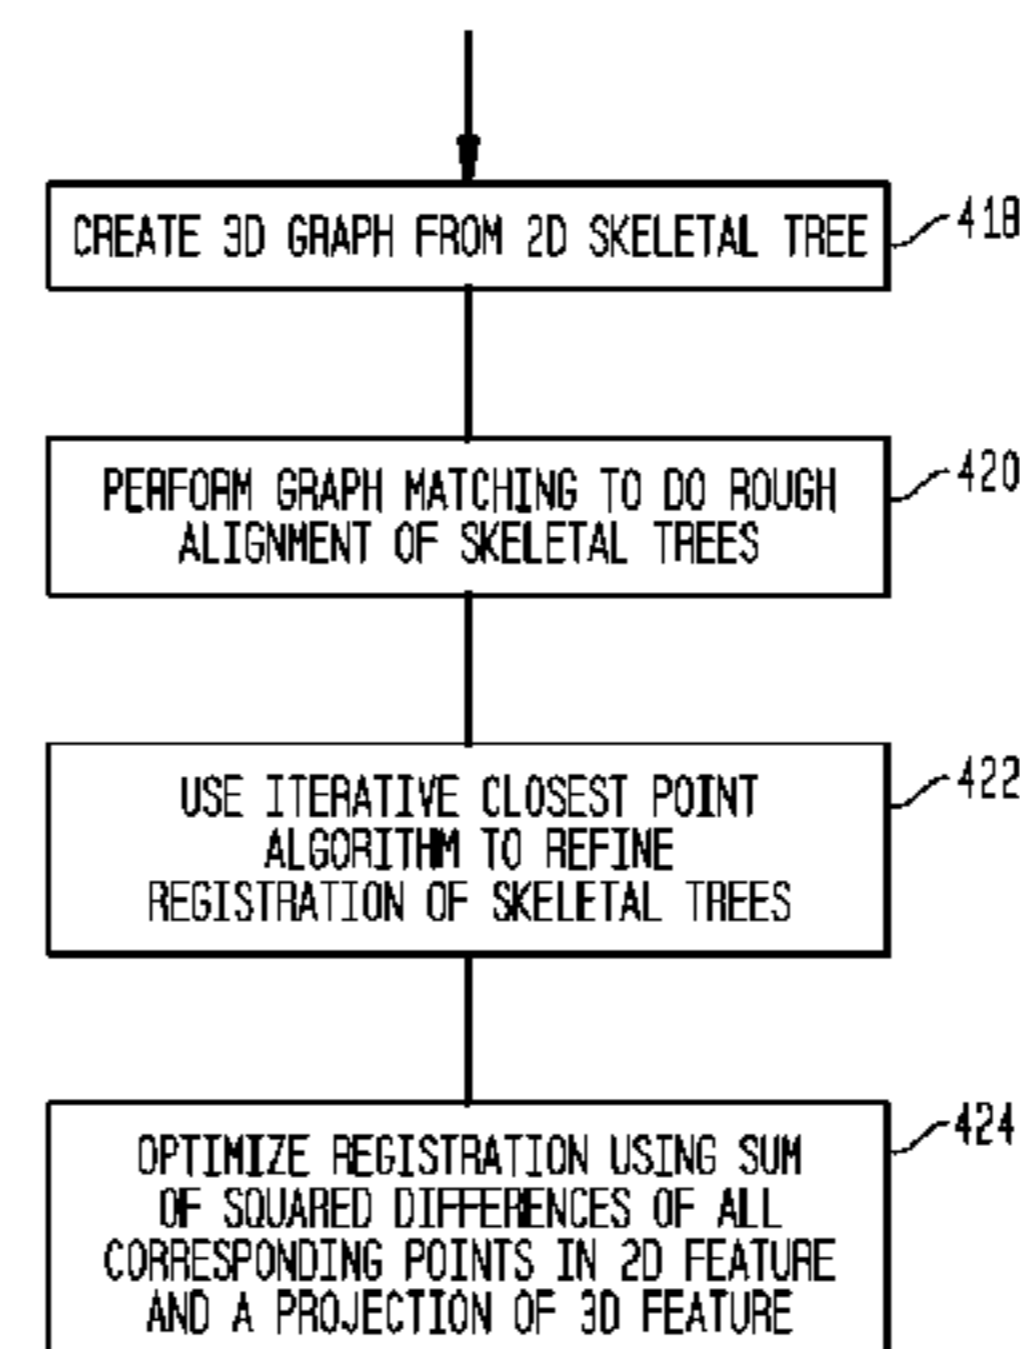 CREATE 3D GRAPH FROM 2D SKELETAL TREE
418
PERFORM GRAPH MATCHING TO DO ROUGH
ALIGNMENT OF SKELETAL TREES
420
USE ITERATIVE CLOSEST POINT
ALGORITHM TO REFINE
REGISTRATION OF SKELETAL TREES
422
OPTIMIZE REGISTRATION USING SUM
OF SQUARED DIFFERENCES OF ALL
CORRESPONDING POINTS IN 2D FEATURE
AND A PROJECTION OF 3D FEATURE
424